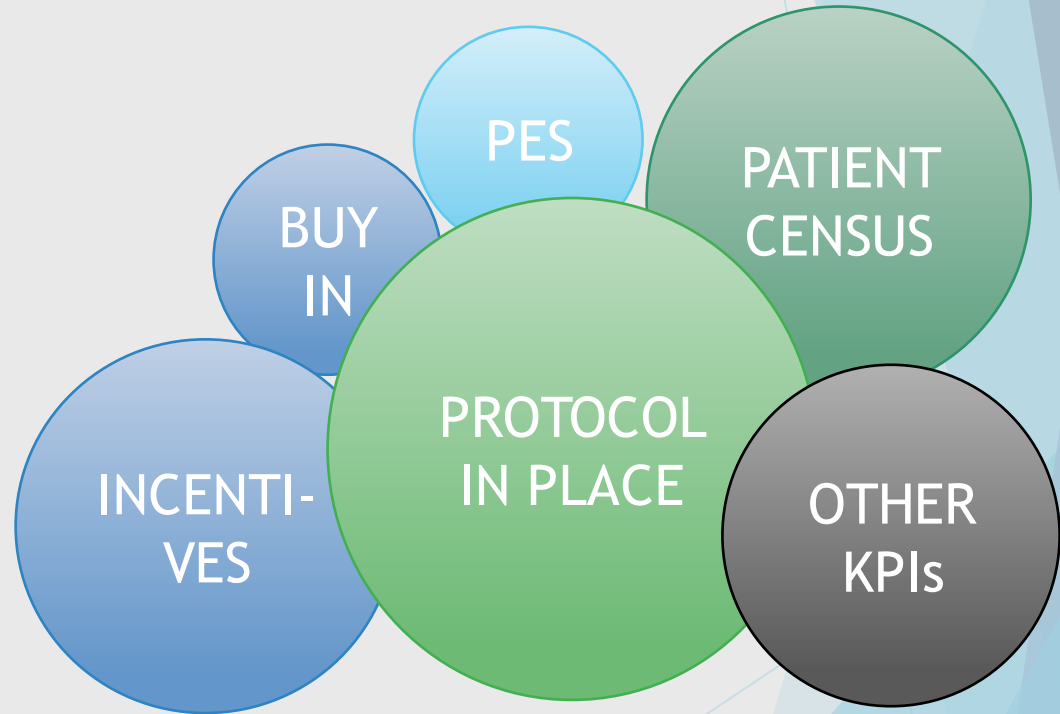 PES
PATIENT
CENSUS
BUY
IN
PROTOCOL
IN PLACE
INCENTI-
VES
OTHER
KPIs